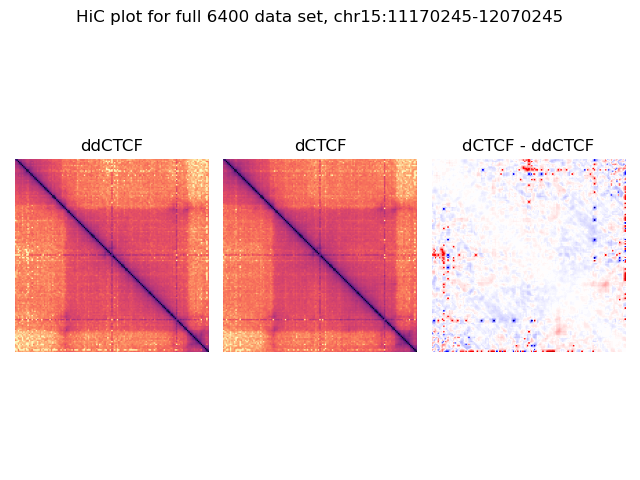 HiC plot for full 6400 data set, chr15:11170245-12070245
ddCTCF
dCTCF
dCTCF - ddCTCF